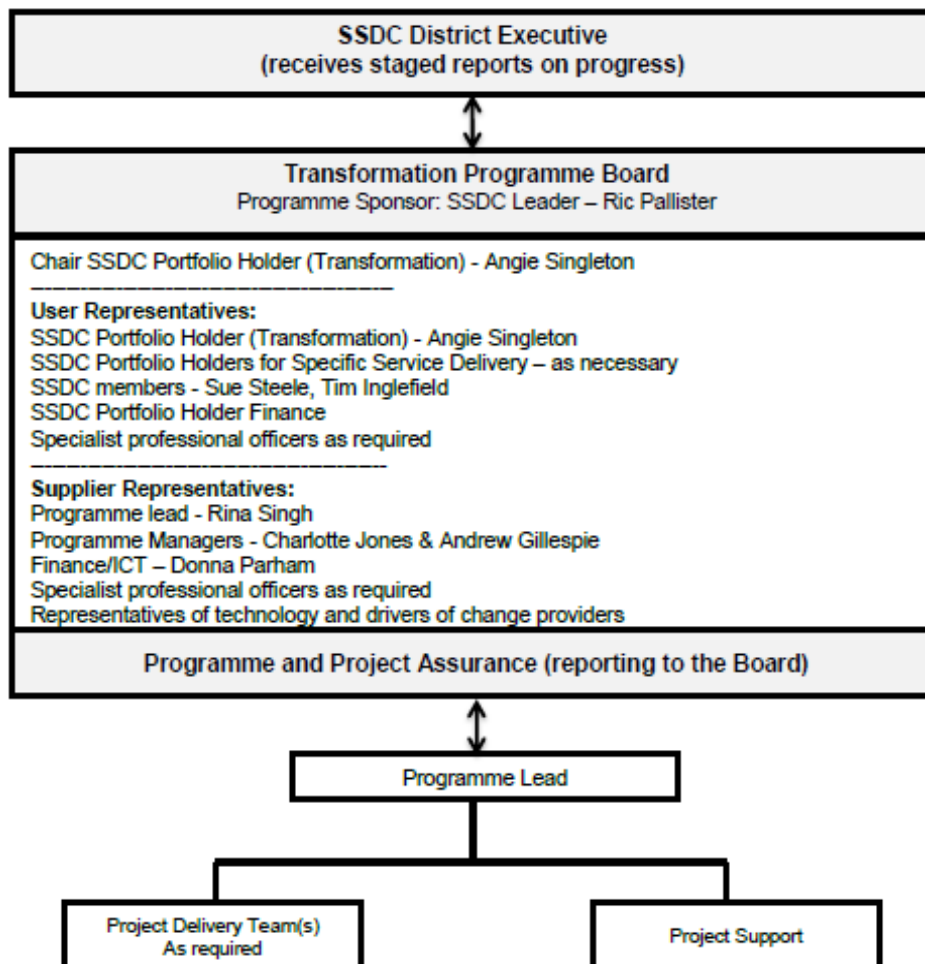 SSDC District Executive
(receives staged reports on progress)
Transformation Programme Board
Programme Sponsor: SSDC Leader – Ric Pallister
Chair SSDC Portfolio Holder (Transformation) - Angie Singleton
----------------------------------------------------
User Representatives:
SSDC Portfolio Holder (Transformation) - Angie Singleton
SSDC Portfolio Holders for Specific Service Delivery – as necessary
SSDC members - Sue Steele, Tim Inglefield
SSDC Portfolio Holder Finance
Specialist professional officers as required
---------------------------------------------------
Supplier Representatives:
Programme lead - Rina Singh
Programme Managers - Charlotte Jones & Andrew Gillespie
Finance/ICT – Donna Parham
Specialist professional officers as required
Representatives of technology and drivers of change providers
Programme and Project Assurance (reporting to the Board)
Programme Lead
Project Delivery Team(s)
As required
Project Support